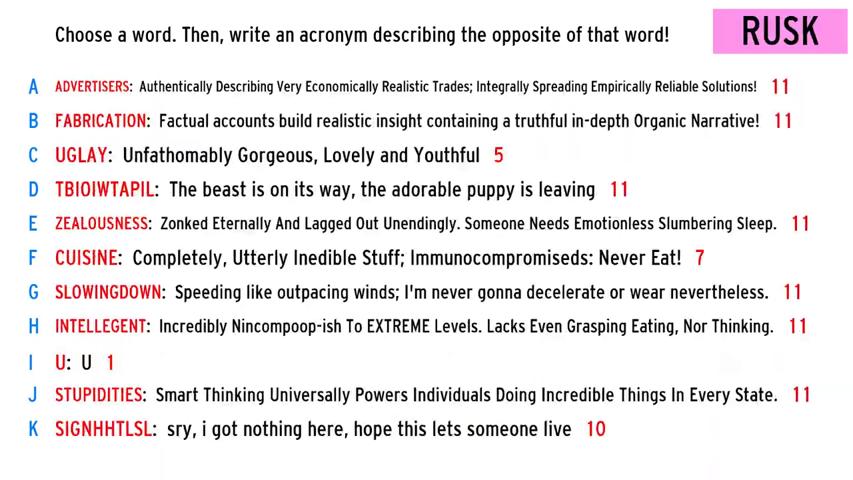 Choose a word. Then, write an acronym describing the opposite of that word! RUSK
A ADVERTISERS: Authentically Describing Very Economically Realistic Trades; Integrally Spreading Empirically Reliable Solutions! 11
B FABRICATION: Factual accounts build realistic insight containing a truthful in-depth Organic Narrative! 11
C UGLAY: Unfathomably Gorgeous, Lovely and Youthful 5
D TBIOIWTAPIL: The beast is on its way, the adorable puppy is leaving 11
E ZEALOUSNESS: Zonked Eternally And Lagged Out Unendingly. Someone Needs Emotionless Slumbering Sleep. 11
F CUISINE: Completely, Utterly Inedible Stuff; Immunocompromiseds: Never Eat! 7
G SLOWINGDOWN: Speeding like outpacing winds; I'm never gonna decelerate or wear nevertheless. 11
H INTELLEGENT: Incredibly Nincompoop-ish To EXTREME Levels. Lacks Even Grasping Eating, Nor Thinking. 11
I U: U 1
J STUPIDITIES: Smart Thinking Universally Powers Individuals Doing Incredible Things In Every State. 11
K SIGNHHTLSL: sry, i got nothing here, hope this lets someone live 10